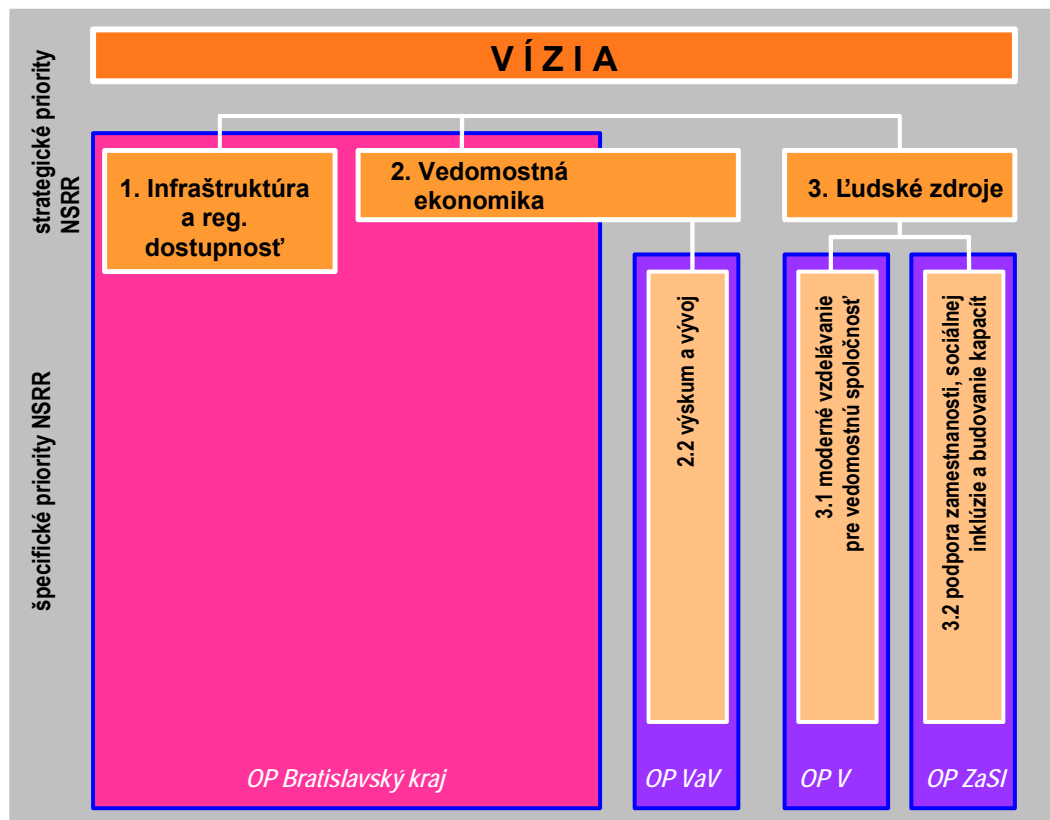 V Í Z I A
strategické priority
NSRR
1. Infraštruktúra
a reg.
dostupnosť
2. Vedomostná
ekonomika
3. Ľudské zdroje
špecifické priority NSRR
2.2 výskum a vývoj
3.1 moderné vzdelávanie
pre vedomostnú spoločnosť
3.2 podpora zamestnanosti, sociálnej
inklúzie a budovanie kapacít
OP Bratislavský kraj
OP VaV
OP V
OP ZaSI